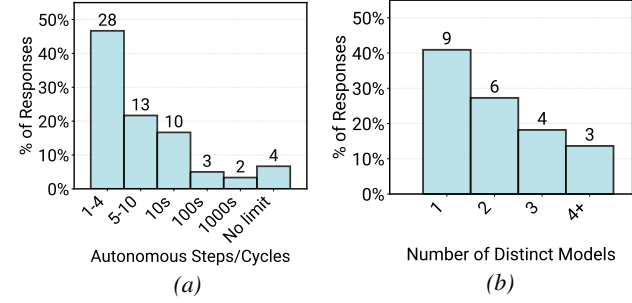 % of Responses
50%
40%
30%
20%
10%
0%
28
13
10
3
2
4
1-4
5-10
10s
100s
1000s
No limit
Autonomous Steps/Cycles
(a)
% of Responses
50%
40%
30%
20%
10%
0%
9
6
4
3
1
2
3
4+
Number of Distinct Models
(b)